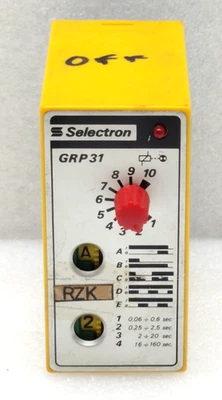 OFF
Selectron
GRP31
10
9
8
7
6
5
4
3
2
1
A
RZK
2
A
B
C
D
E
1 0,06 ÷ 0,6 sec
2 0,25 ÷ 2,5 sec
3 2 ÷ 20 sec
4 16 ÷ 160 sec